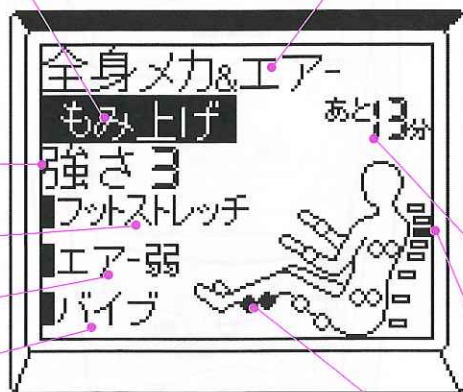 全身メカ&エアー
もみ上げ
あと13分
強さ3
フットストレッチ
エアー弱
バイブ